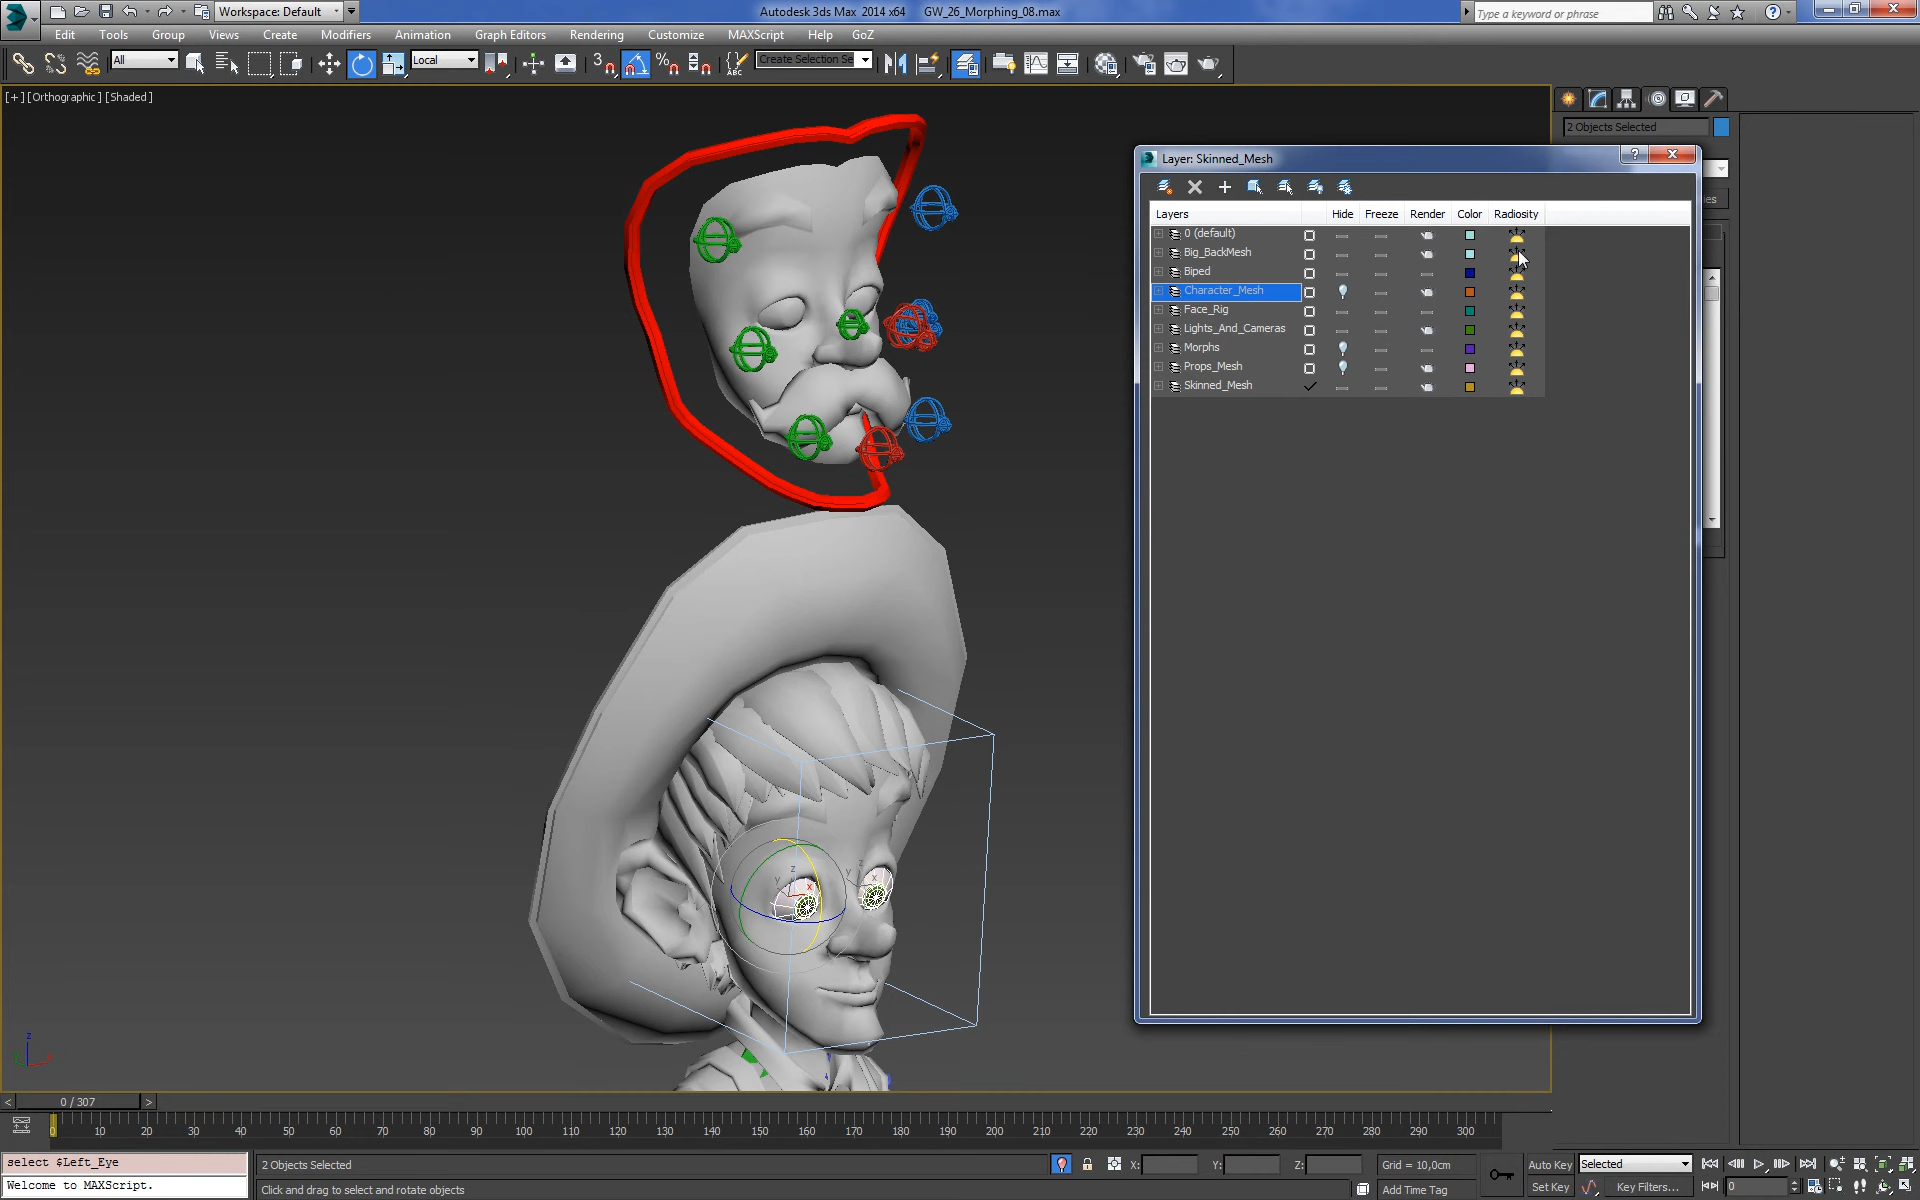 Workspace: Default
Autodesk 3ds Max 2014 x64 GW_26_Morphing_08.max
Type a keyword or phrase
Edit Tools Group Views Create Modifiers Animation Graph Editors Rendering Customize MAXScript Help GoZ
All
Local
3
ABC
Create Selection Se
[+] [Orthographic ] [Shaded ]
2 Objects Selected
Layer: Skinned_Mesh
Layers Hide Freeze Render Color Radiosity
0 (default)
Big_BackMesh
Biped
Character_Mesh
Face_Rig
Lights_And_Cameras
Morphs
Props_Mesh
Skinned_Mesh
es
z
y
x
z
y
x
z
0 / 307
0 10 20 30 40 50 60 70 80 90 100 110 120 130 140 150 160 170 180 190 200 210 220 230 240 250 260 270 280 290 300
select $Left_Eye
2 Objects Selected
X:
Y:
Z:
Grid = 10,0cm
Auto Key
Selected
Welcome to MAXScript.
Click and drag to select and rotate objects
Add Time Tag
Set Key
Key Filters...
0